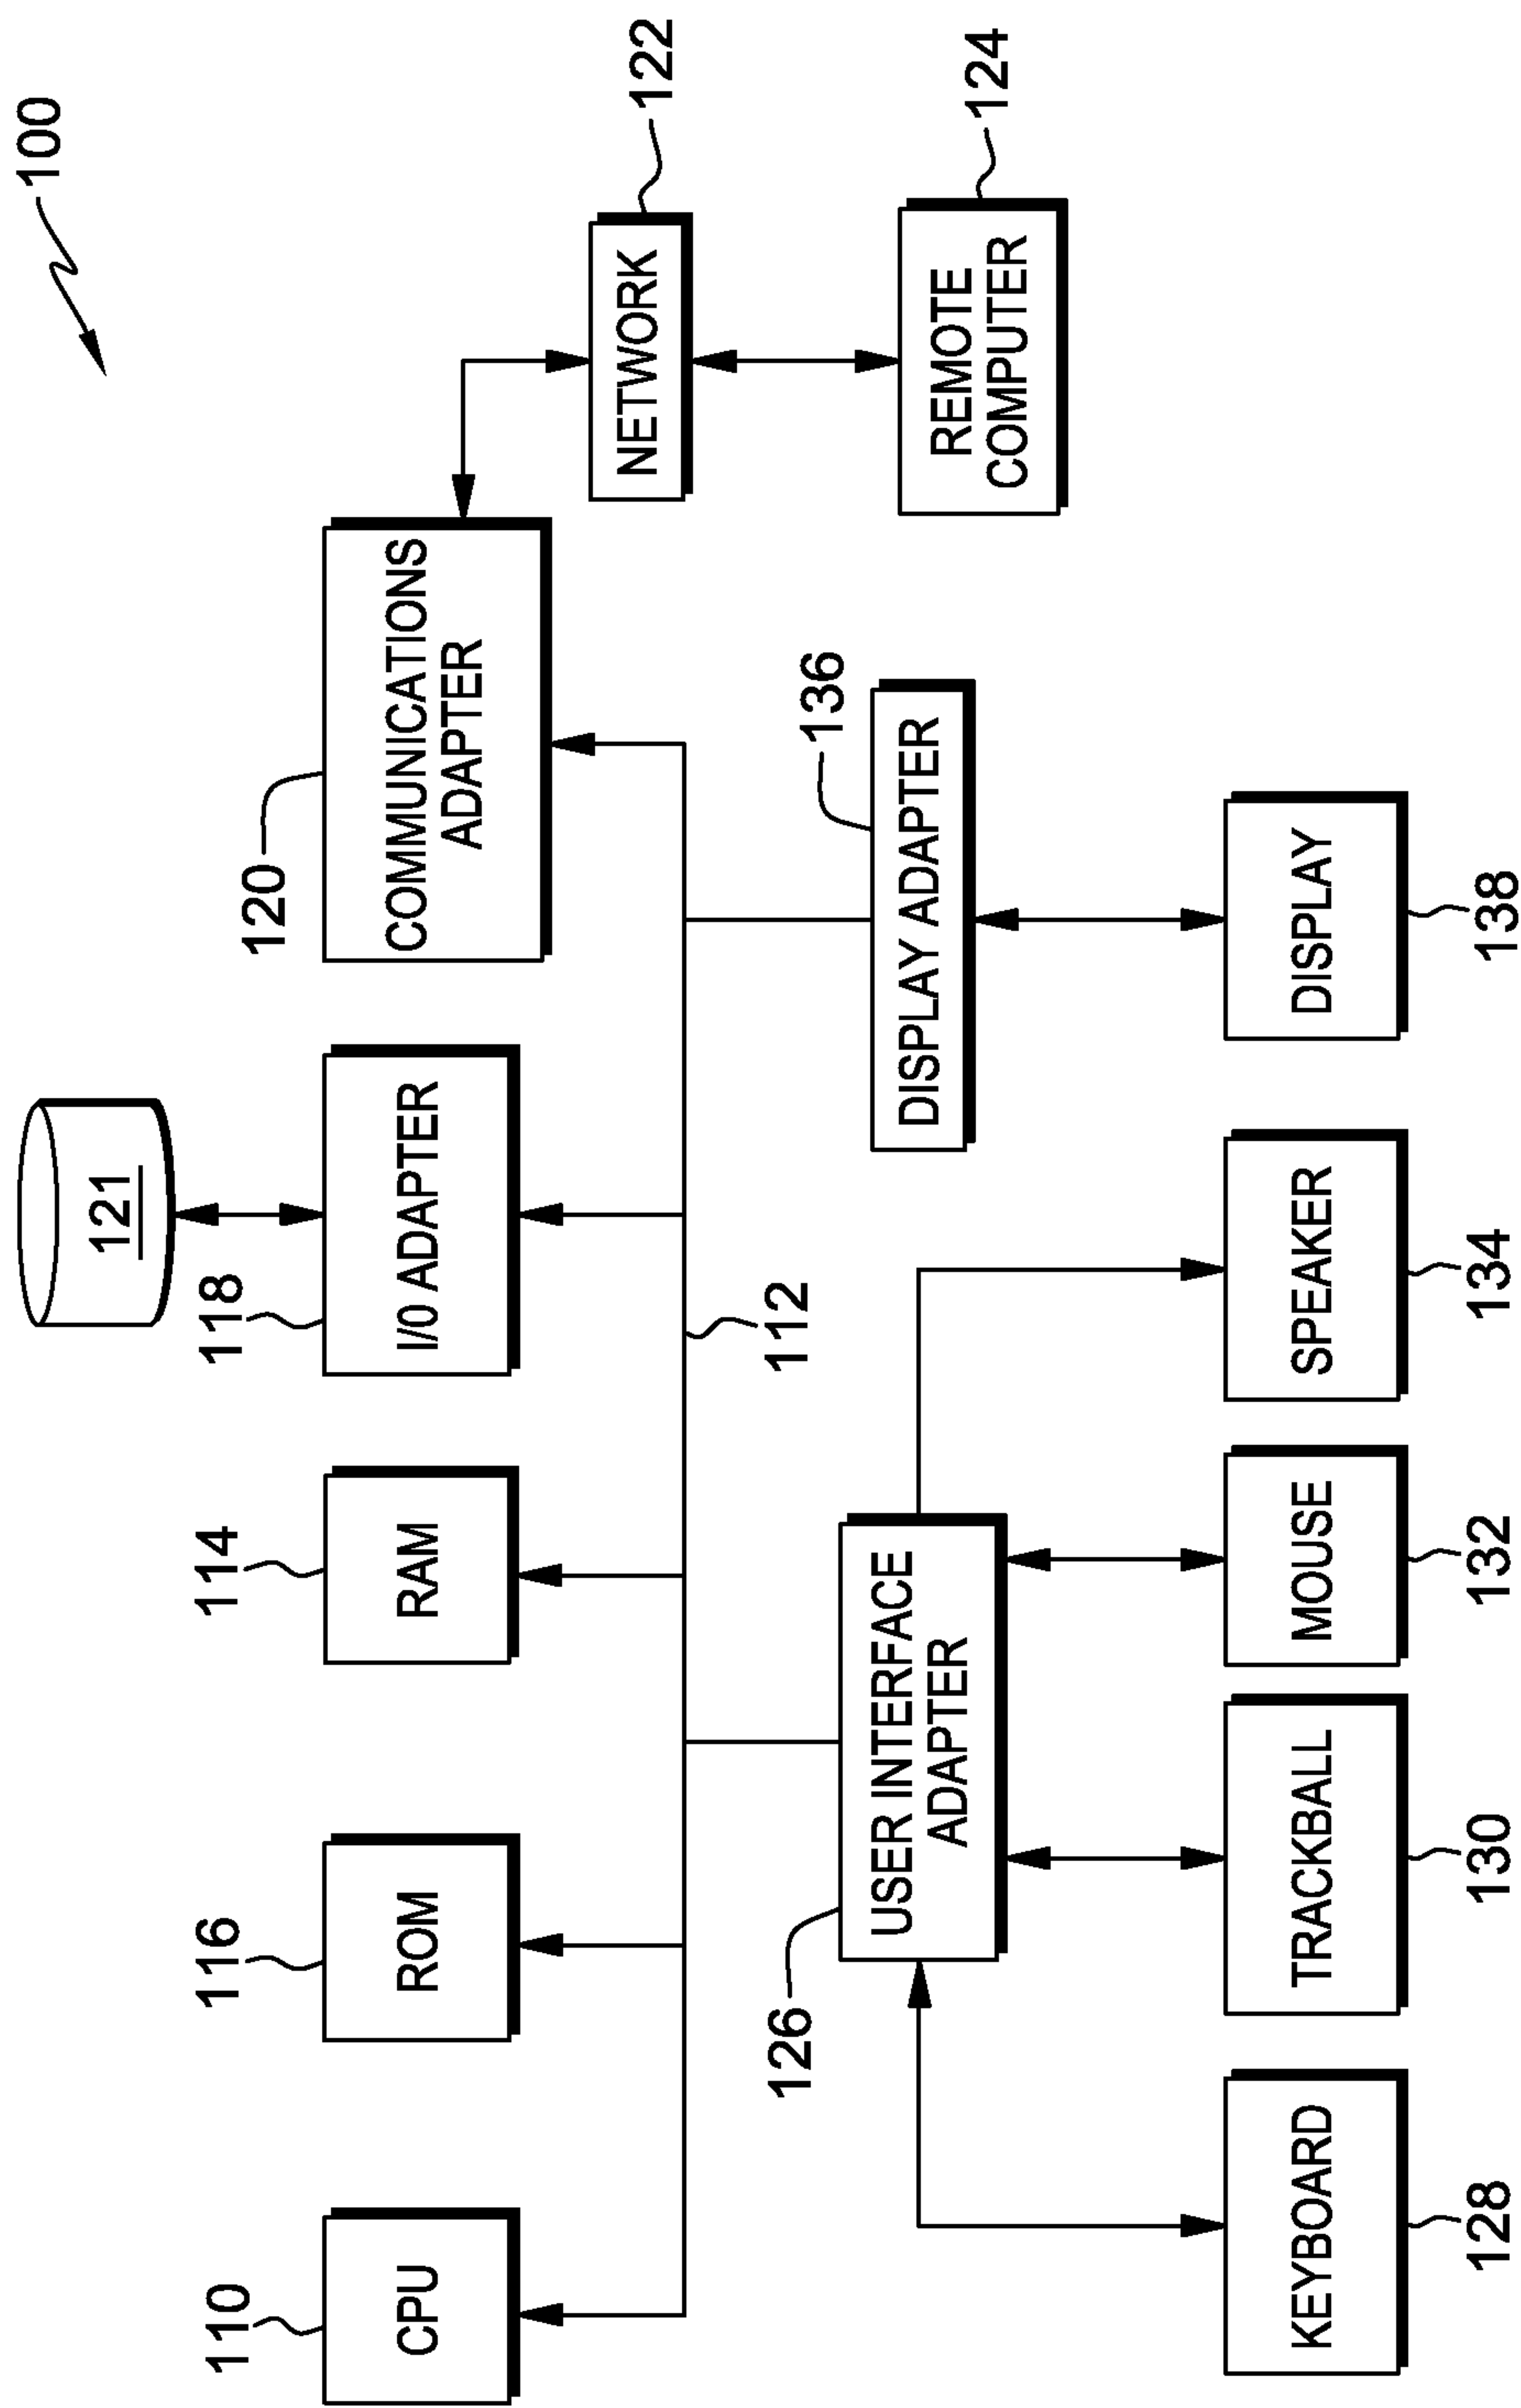 100
121
110
116
114
118
120
CPU
ROM
RAM
I/0 ADAPTER
COMMUNICATIONS
ADAPTER
122
NETWORK
112
126
136
USER INTERFACE
ADAPTER
DISPLAY ADAPTER
124
REMOTE
COMPUTER
KEYBOARD
TRACKBALL
MOUSE
SPEAKER
DISPLAY
128
130
132
134
138